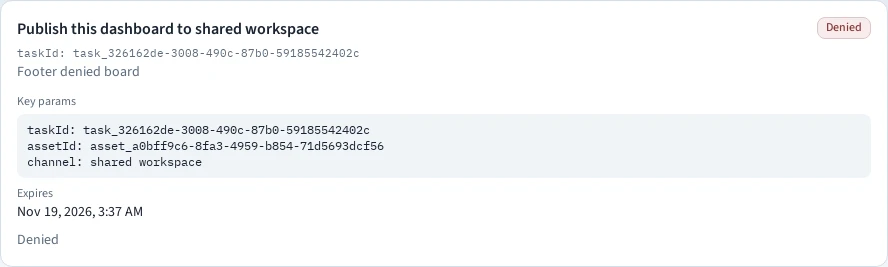 Publish this dashboard to shared workspace
Denied
taskId: task_326162de-3008-490c-87b0-59185542402c
Footer denied board
Key params
taskId: task_326162de-3008-490c-87b0-59185542402c
assetId: asset_a0bff9c6-8fa3-4959-b854-71d5693dcf56
channel: shared workspace
Expires
Nov 19, 2026, 3:37 AM
Denied